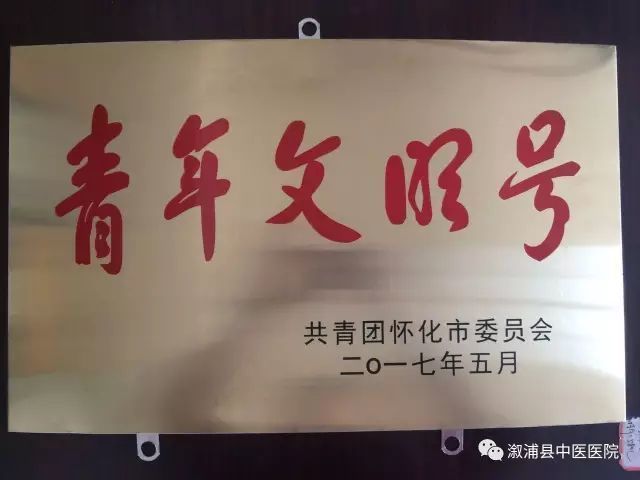 青年文明号
共青团怀化市委员会
二〇一七年五月
溆浦县中医医院